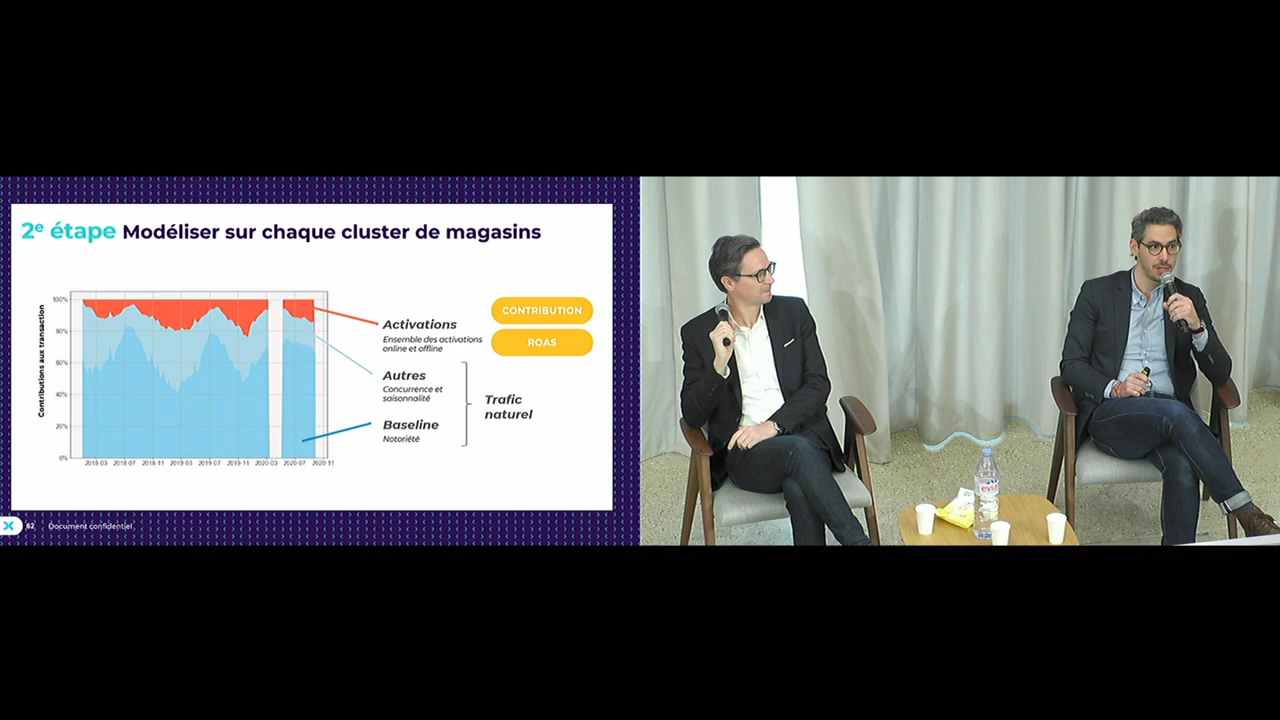 2e étape Modéliser sur chaque cluster de magasins
Contributions aux transaction
100%
80%
60%
40%
20%
0%
2018-03 2018-07 2018-11 2019-03 2019-07 2019-11 2020-03 2020-07 2020-11
Activations
Ensemble des activations
online et offline
Autres
Concurrence et
saisonnalité
Baseline
Notoriété
Trafic
naturel
CONTRIBUTION
ROAS
62 Document confidentiel
evian